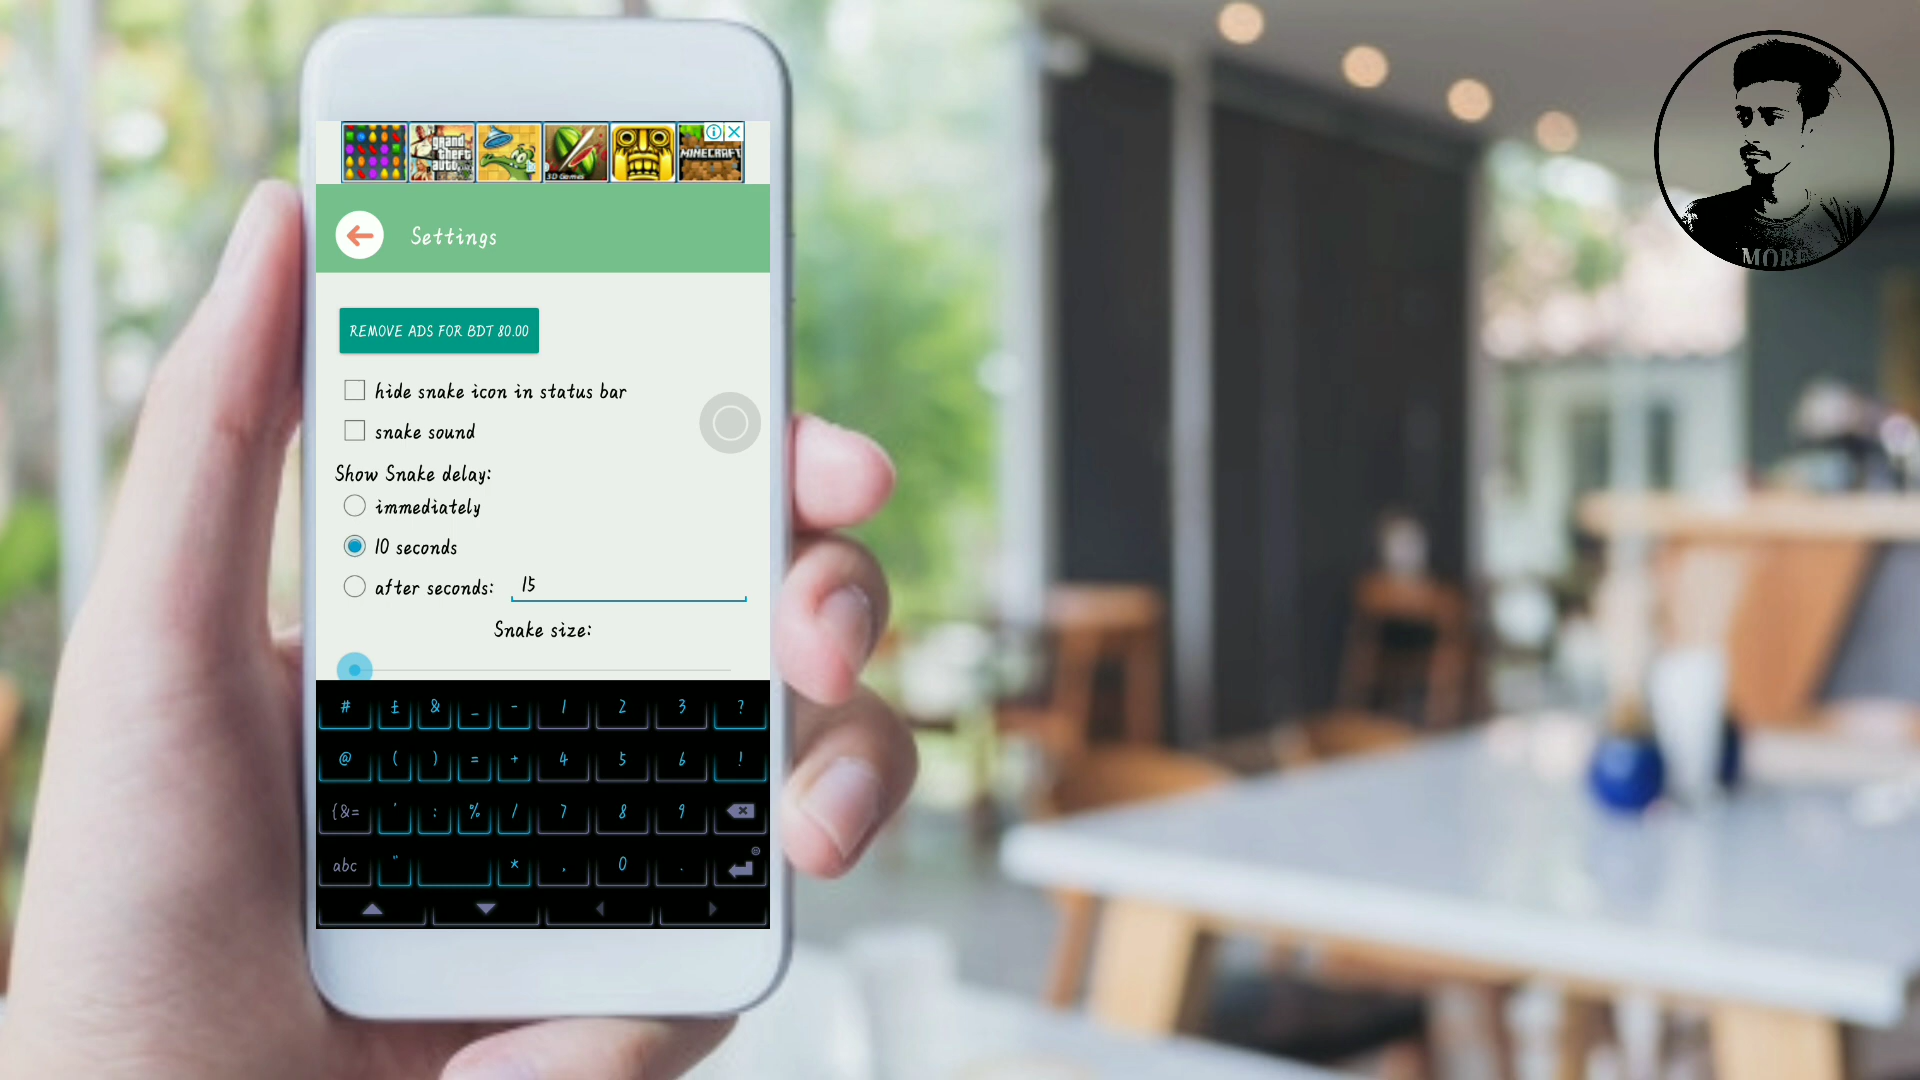 grand
theft
auto
3D Games
MINECRAFT
Settings
REMOVE ADS FOR BDT 80.00
hide snake icon in status bar
snake sound
Show Snake delay:
immediately
10 seconds
after seconds: 15
Snake size:
# £ & _ - 1 2 3 ?
@ ( ) = + 4 5 6 !
{&= ' : % / 7 8 9
abc " * , 0 .
MORE